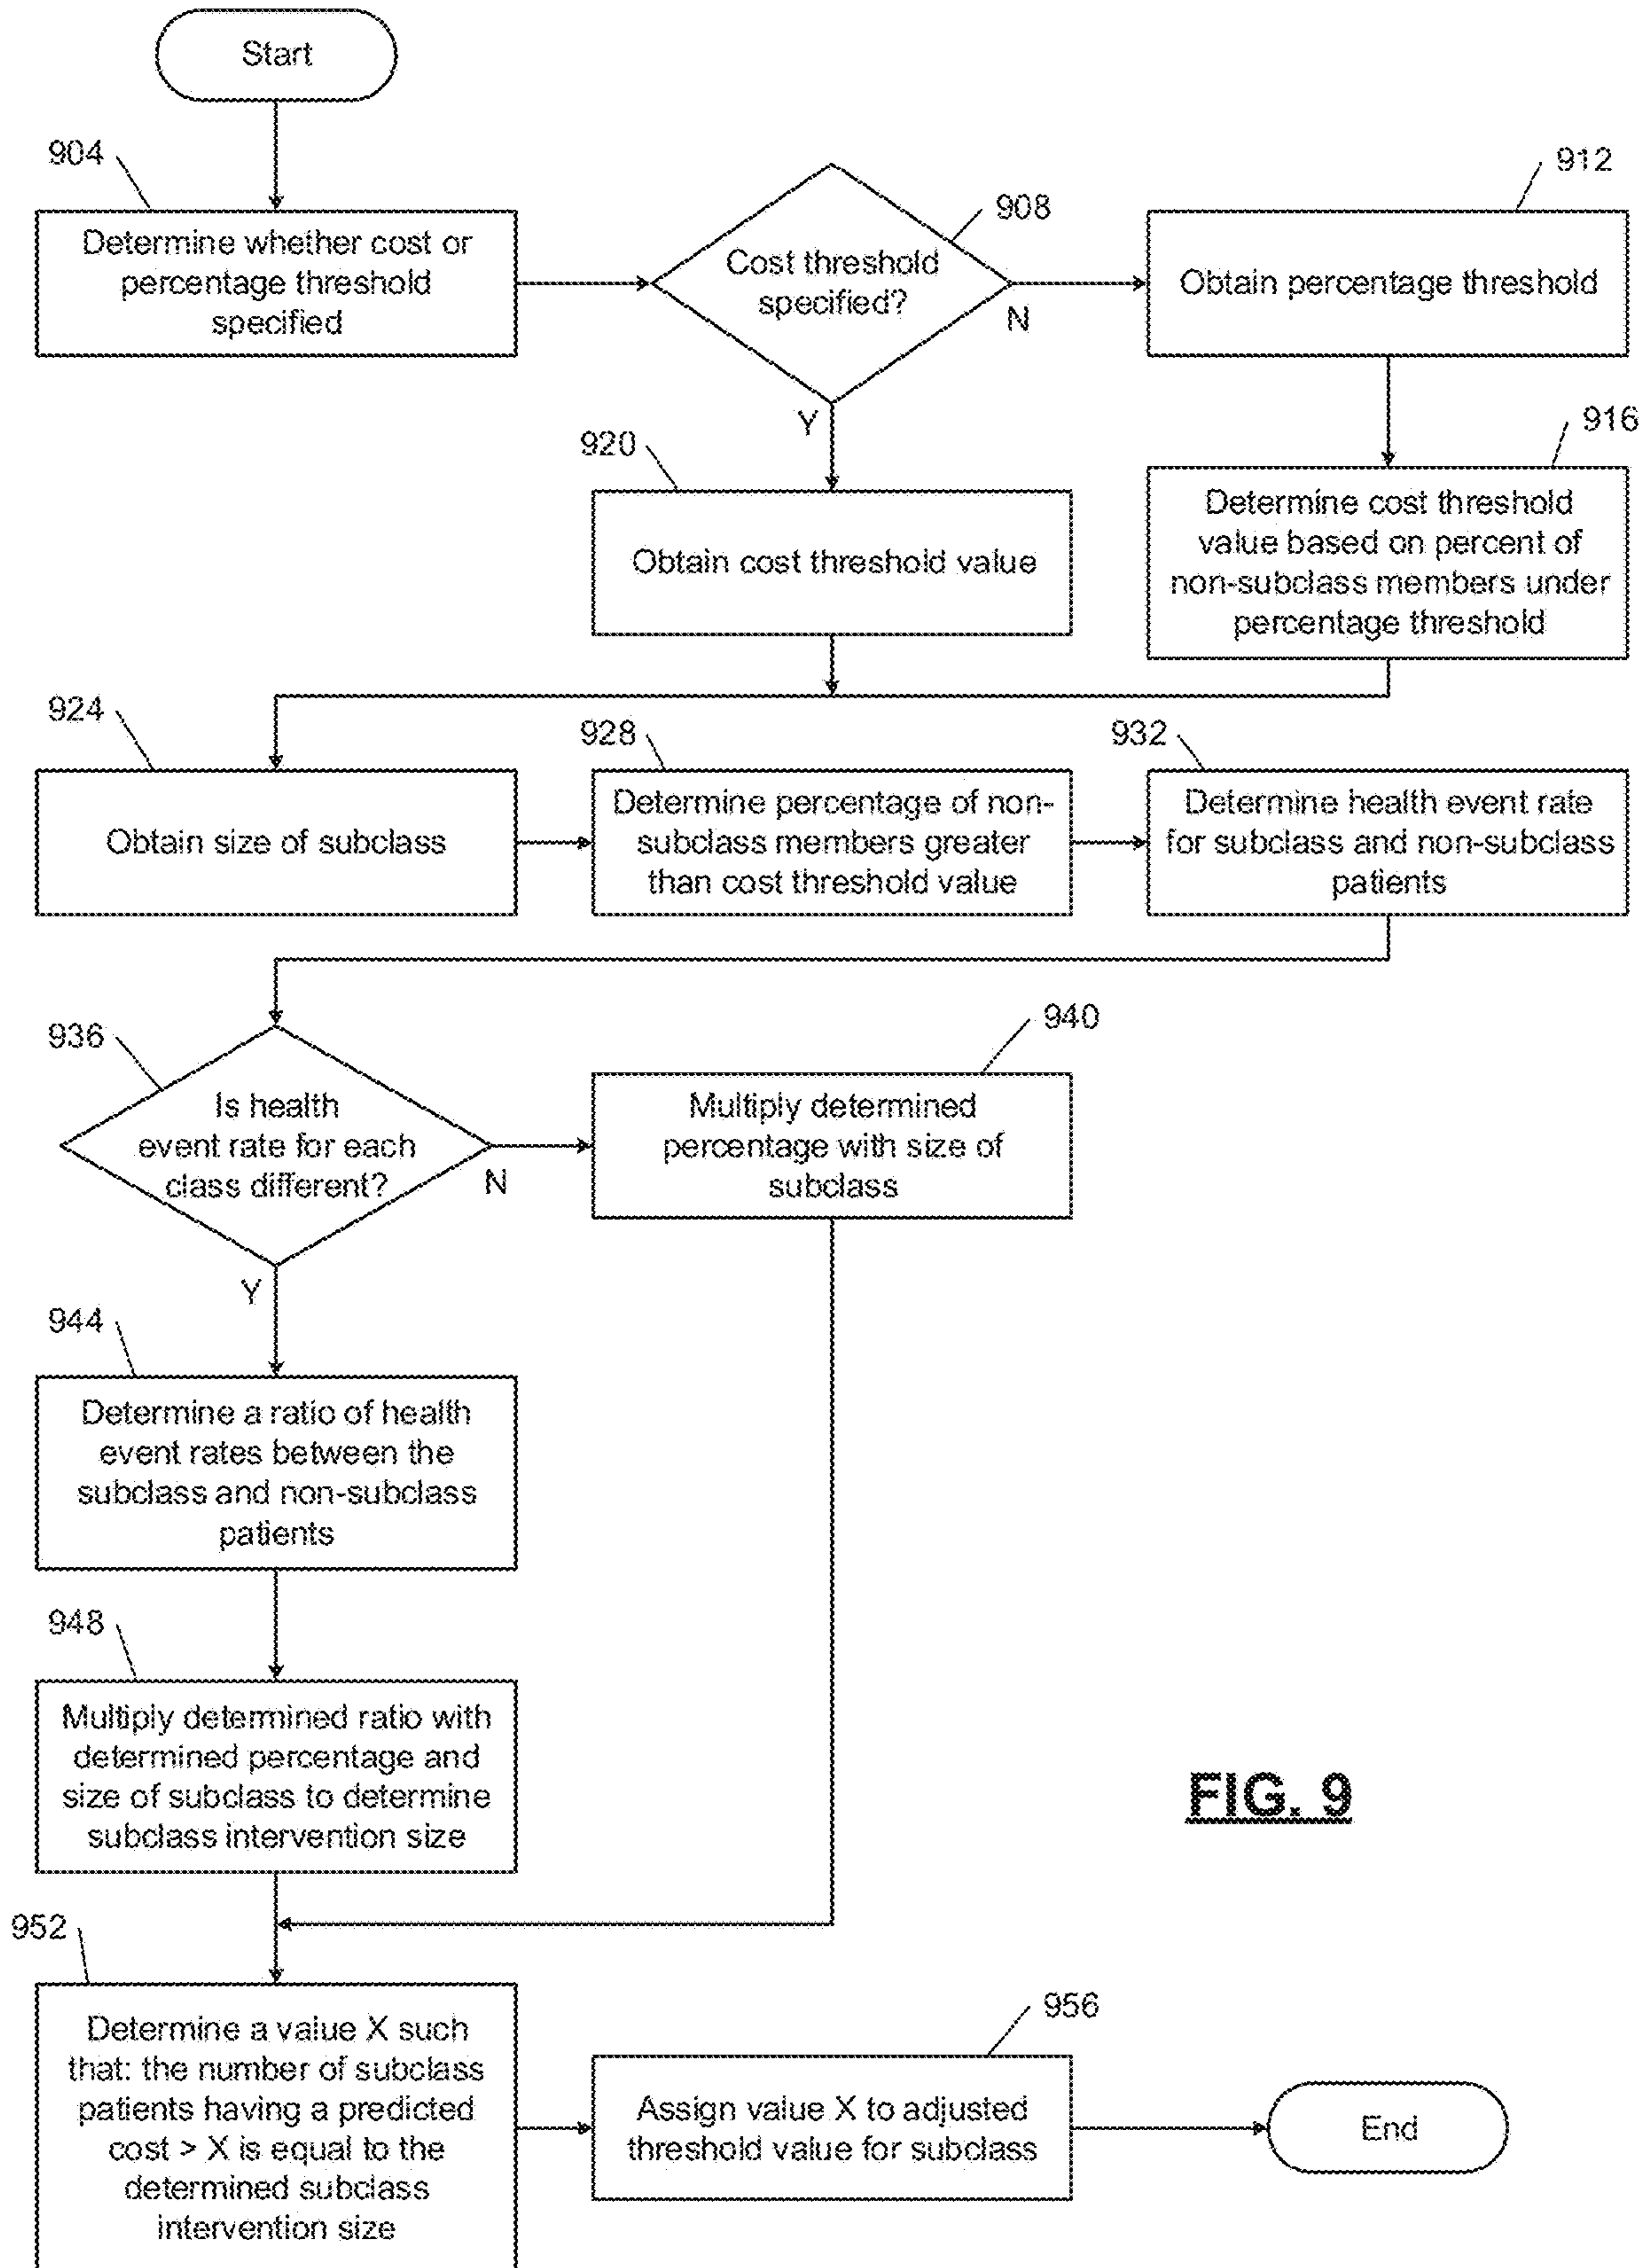 Start
904
Determine whether cost or
percentage threshold
specified
908
Cost threshold
specified?
N
Y
912
Obtain percentage threshold
916
Determine cost threshold
value based on percent of
non-subclass members under
percentage threshold
920
Obtain cost threshold value
924
Obtain size of subclass
928
Determine percentage of non-
subclass members greater
than cost threshold value
932
Determine health event rate
for subclass and non-subclass
patients
936
Is health
event rate for each
class different?
N
Y
940
Multiply determined
percentage with size of
subclass
944
Determine a ratio of health
event rates between the
subclass and non-subclass
patients
948
Multiply determined ratio with
determined percentage and
size of subclass to determine
subclass intervention size
952
Determine a value X such
that: the number of subclass
patients having a predicted
cost > X is equal to the
determined subclass
intervention size
956
Assign value X to adjusted
threshold value for subclass
End
FIG. 9